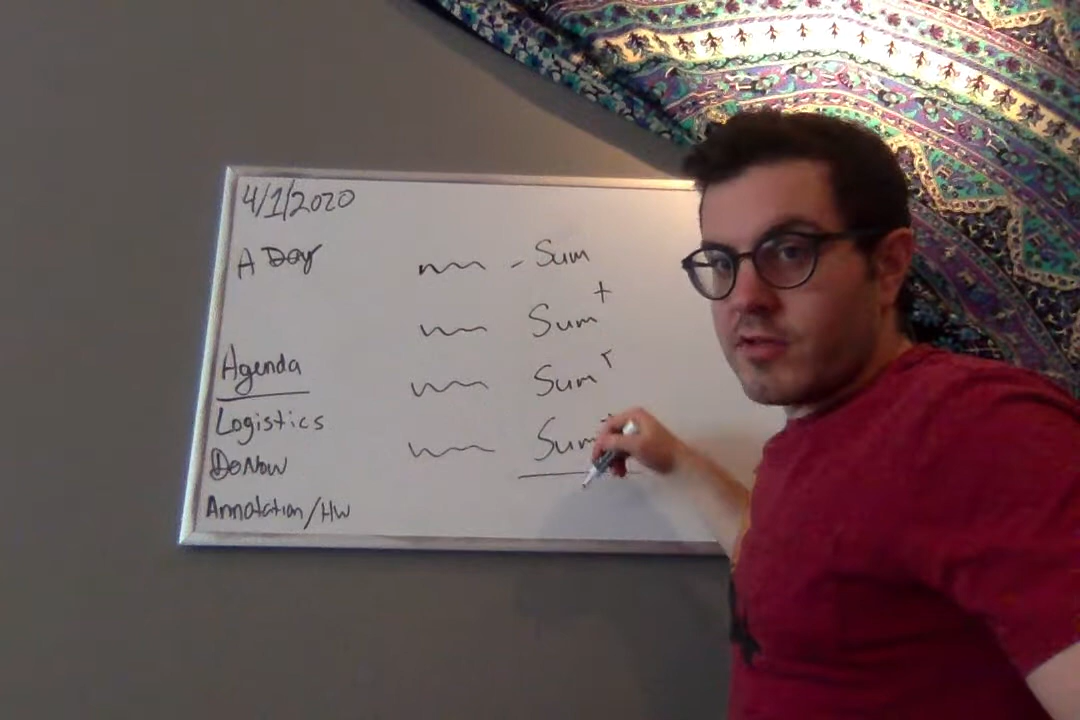 4/1/2020
A Day
- Sum
Sum +
Sum r
Sum
Agenda
Logistics
Do Now
Annotation/HW